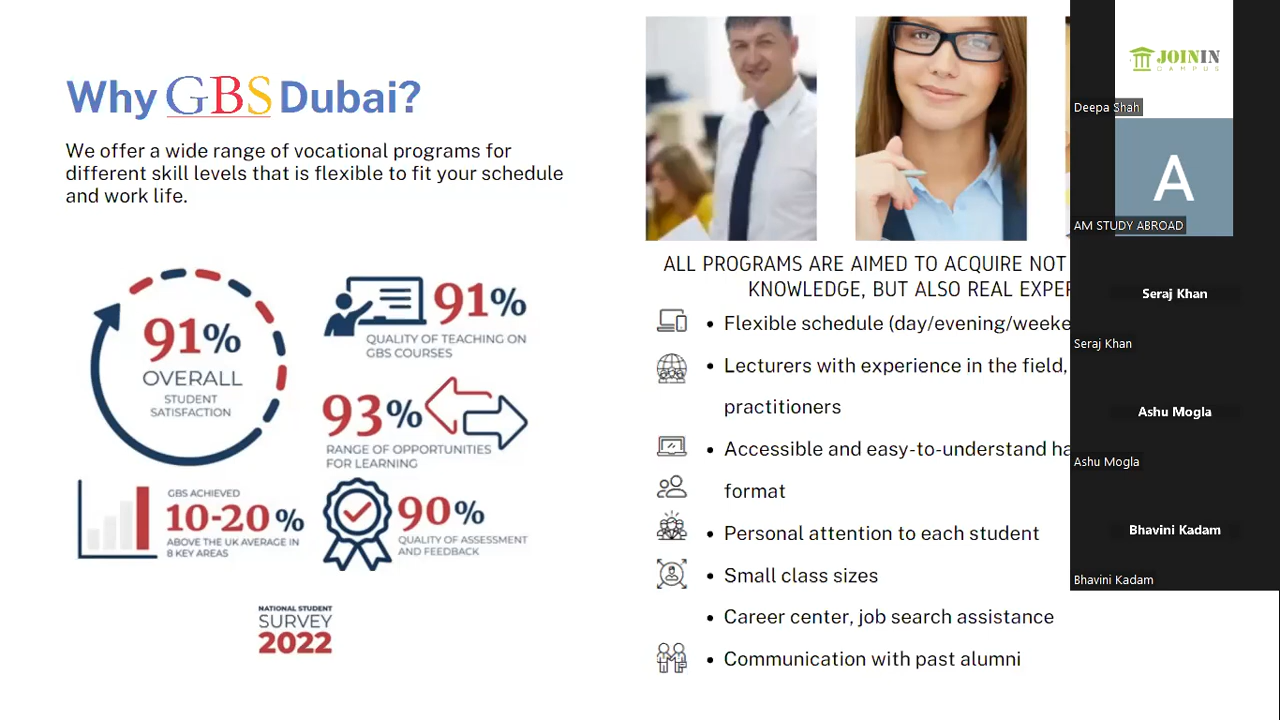 Why GBS Dubai?
We offer a wide range of vocational programs for
different skill levels that is flexible to fit your schedule
and work life.
91%
OVERALL
STUDENT
SATISFACTION
91%
QUALITY OF TEACHING ON
GBS COURSES
93%
RANGE OF OPPORTUNITIES
FOR LEARNING
GBS ACHIEVED
10-20%
ABOVE THE UK AVERAGE IN
8 KEY AREAS
90%
QUALITY OF ASSESSMENT
AND FEEDBACK
NATIONAL STUDENT
SURVEY
2022
ALL PROGRAMS ARE AIMED TO ACQUIRE NOT
KNOWLEDGE, BUT ALSO REAL EXPER
• Flexible schedule (day/evening/weeke
• Lecturers with experience in the field,
practitioners
• Accessible and easy-to-understand ha
format
• Personal attention to each student
• Small class sizes
• Career center, job search assistance
• Communication with past alumni
JOININ
CAMPUS
Deepa Shah
A
AM STUDY ABROAD
Seraj Khan
Seraj Khan
Ashu Mogla
Ashu Mogla
Bhavini Kadam
Bhavini Kadam